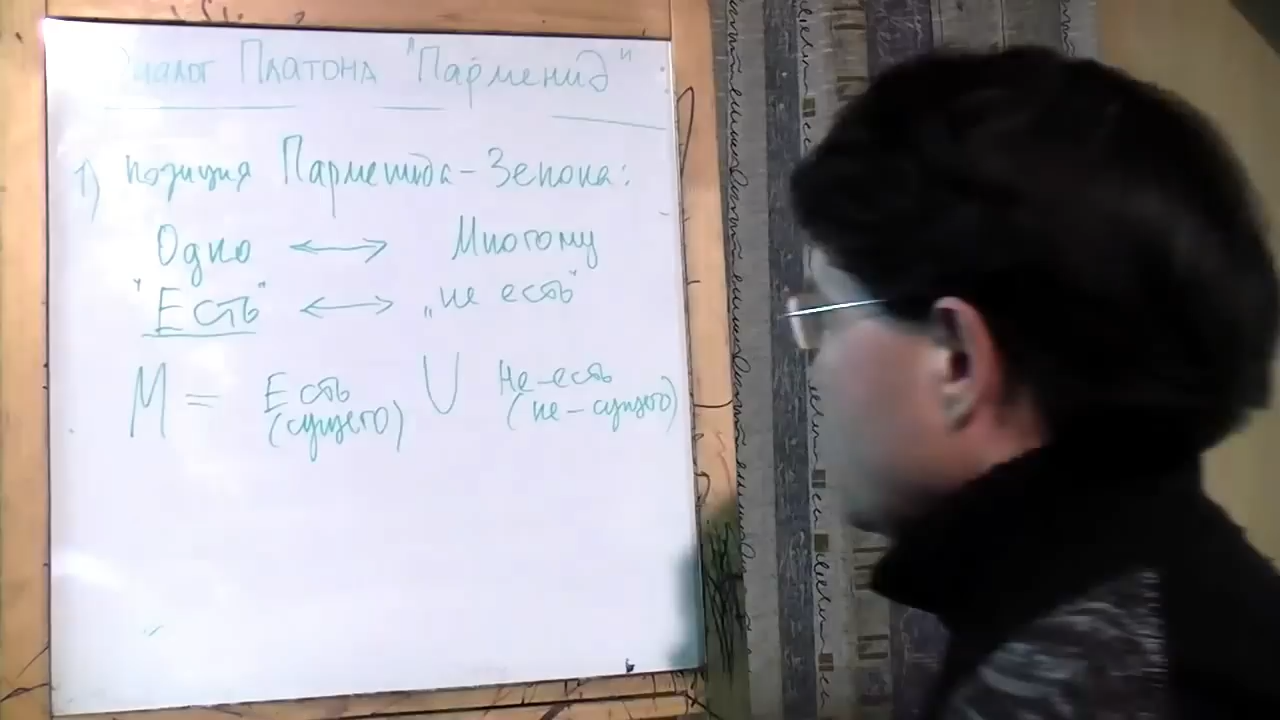 Диалог Платона "Парменид"
1) позиция Парменида - Зенона:
Одно ⟷ Многому
"Есть" ⟷ „не есть"
М = Есть (сущего) ∪ Не-есть (не-сущего)